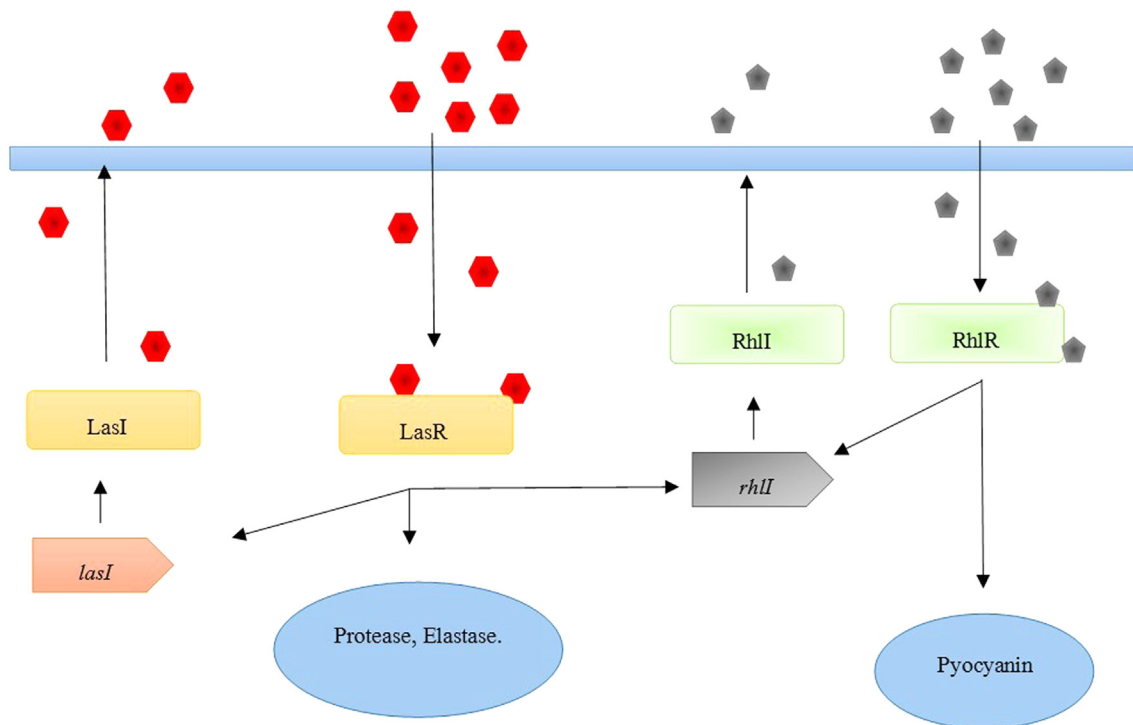 RhlI
RhlR
LasI
LasR
rhlI
lasI
Protease, Elastase.
Pyocyanin